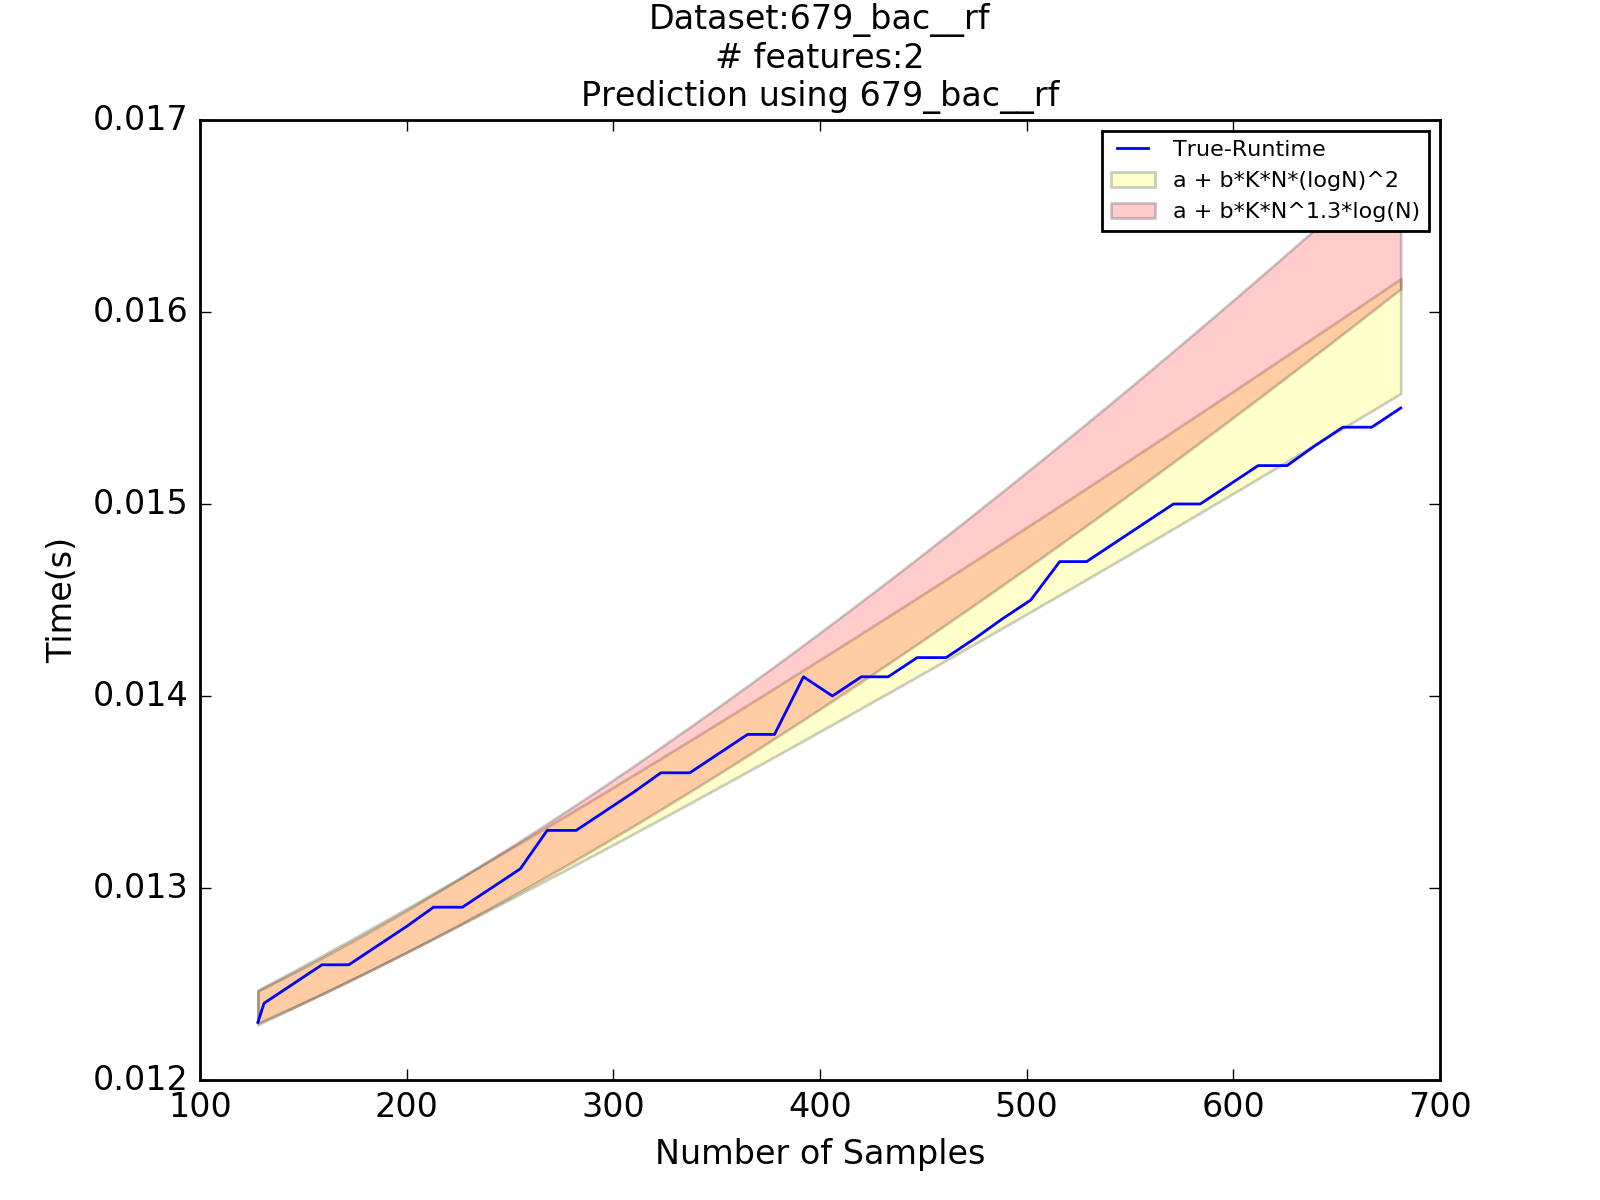 Dataset:679_bac__rf
# features:2
Prediction using 679_bac__rf
True-Runtime
a + b*K*N*(logN)^2
a + b*K*N^1.3*log(N)
0.017
0.016
0.015
0.014
0.013
0.012
Time(s)
100 200 300 400 500 600 700
Number of Samples